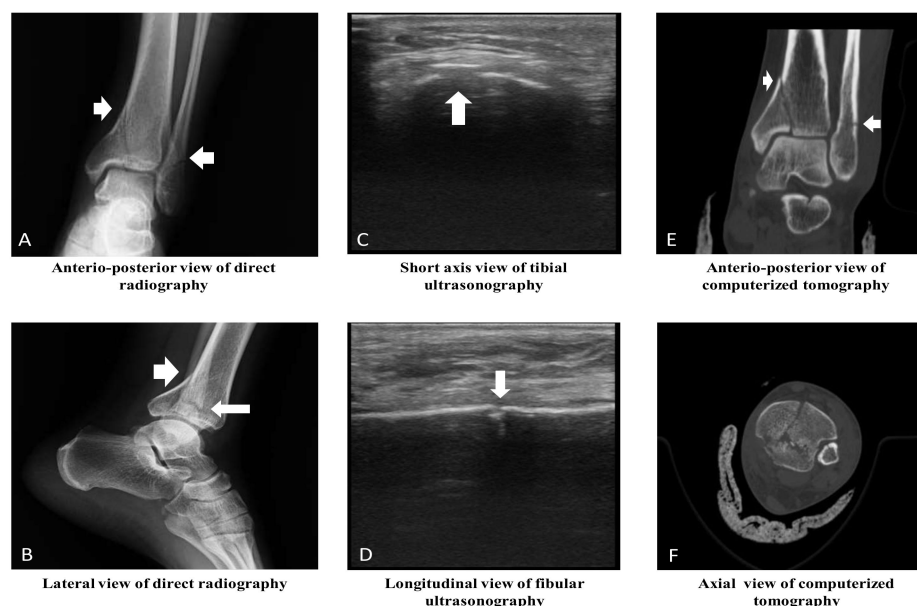 A
Anterio-posterior view of direct
radiography
C
Short axis view of tibial
ultrasonography
E
Anterio-posterior view of
computerized tomography
B
Lateral view of direct radiography
D
Longitudinal view of fibular
ultrasonography
F
Axial view of computerized
tomography